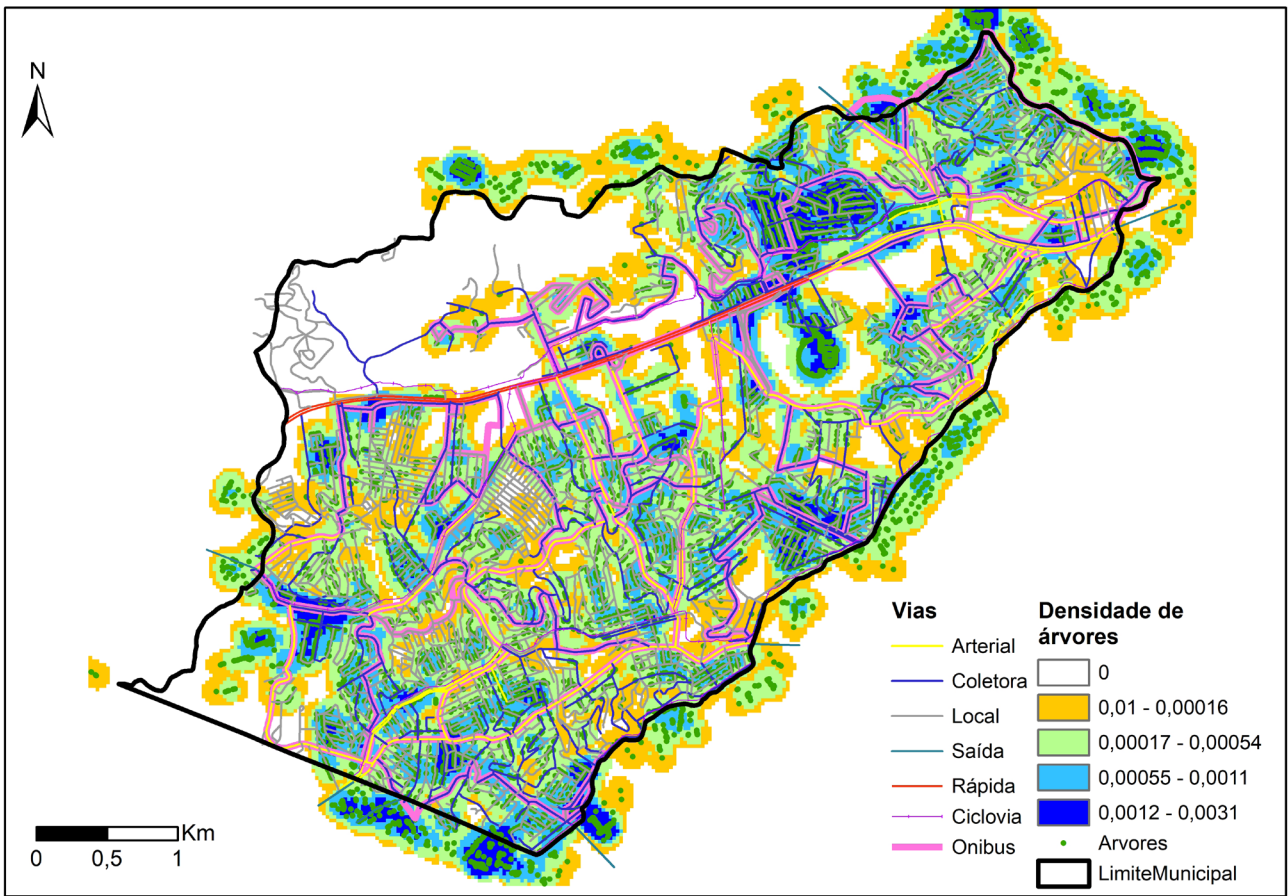 N
Km
0 0,5 1
Vias
Arterial
Coletora
Local
Saída
Rápida
Ciclovia
Onibus
Densidade de
árvores
0
0,01 - 0,00016
0,00017 - 0,00054
0,00055 - 0,0011
0,0012 - 0,0031
Arvores
LimiteMunicipal